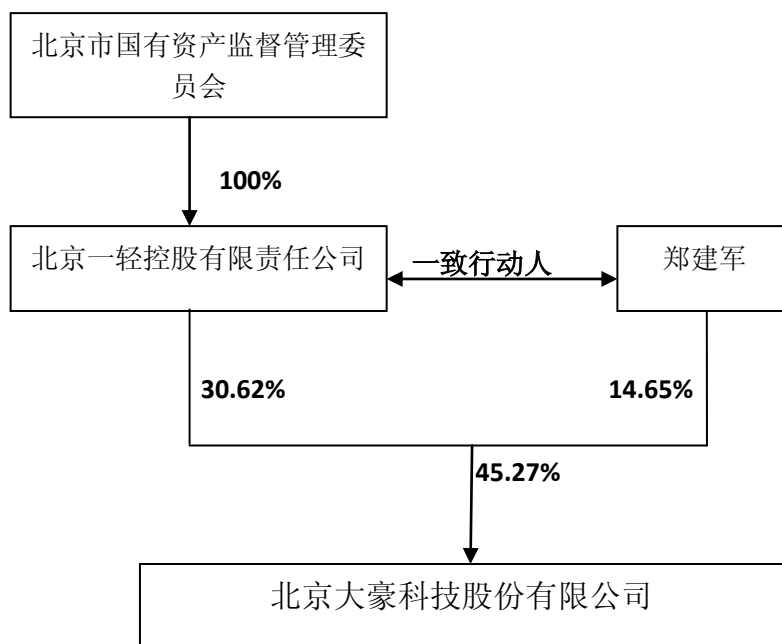 北京市国有资产监督管理委
员会
100%
北京一轻控股有限责任公司
一致行动人
郑建军
30.62%
14.65%
45.27%
北京大豪科技股份有限公司